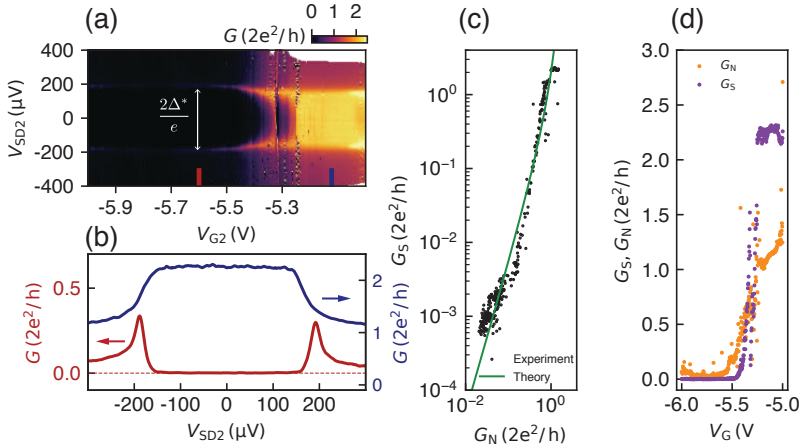 (a)
G (2e²/h)
0 1 2
V_SD2 (µV)
400
200
0
-200
-400
2Δ*
e
-5.9 -5.7 -5.5 -5.3
V_G2 (V)
(b)
G (2e²/h)
0.5
0.0
2
1
0
G (2e²/h)
-200 0 200
V_SD2 (µV)
(c)
G_S (2e²/h)
10⁰
10⁻¹
10⁻²
10⁻³
10⁻⁴
Experiment
Theory
10⁻² 10⁻¹ 10⁰
G_N (2e²/h)
(d)
G_S, G_N (2e²/h)
3.0
2.5
2.0
1.5
1.0
0.5
0.0
G_N
G_S
-6.0 -5.5 -5.0
V_G (V)